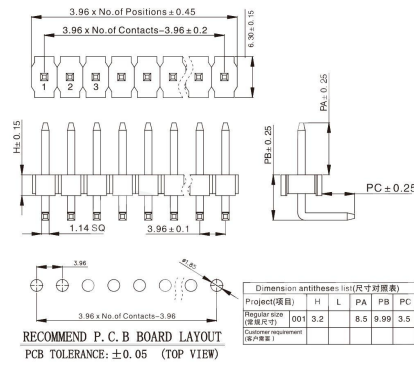 3.96 x No.of Positions±0.45
3.96 x No.of Contacts-3.96±0.2
6.30±0.15
1 2 3
H±0.15
PA±0.25
PB±0.25
PC±0.25
1.14 SQ
3.96±0.1
3.96
ø1.85
3.96 x No.of Contacts-3.96
RECOMMEND P.C.B BOARD LAYOUT
PCB TOLERANCE:±0.05 (TOP VIEW)
Dimension antitheses list(尺寸对照表)
Project(项目) H L PA PB PC
Regular size 001 3.2 8.5 9.99 3.5
(常规尺寸)
Customer requirement
(客户需要)